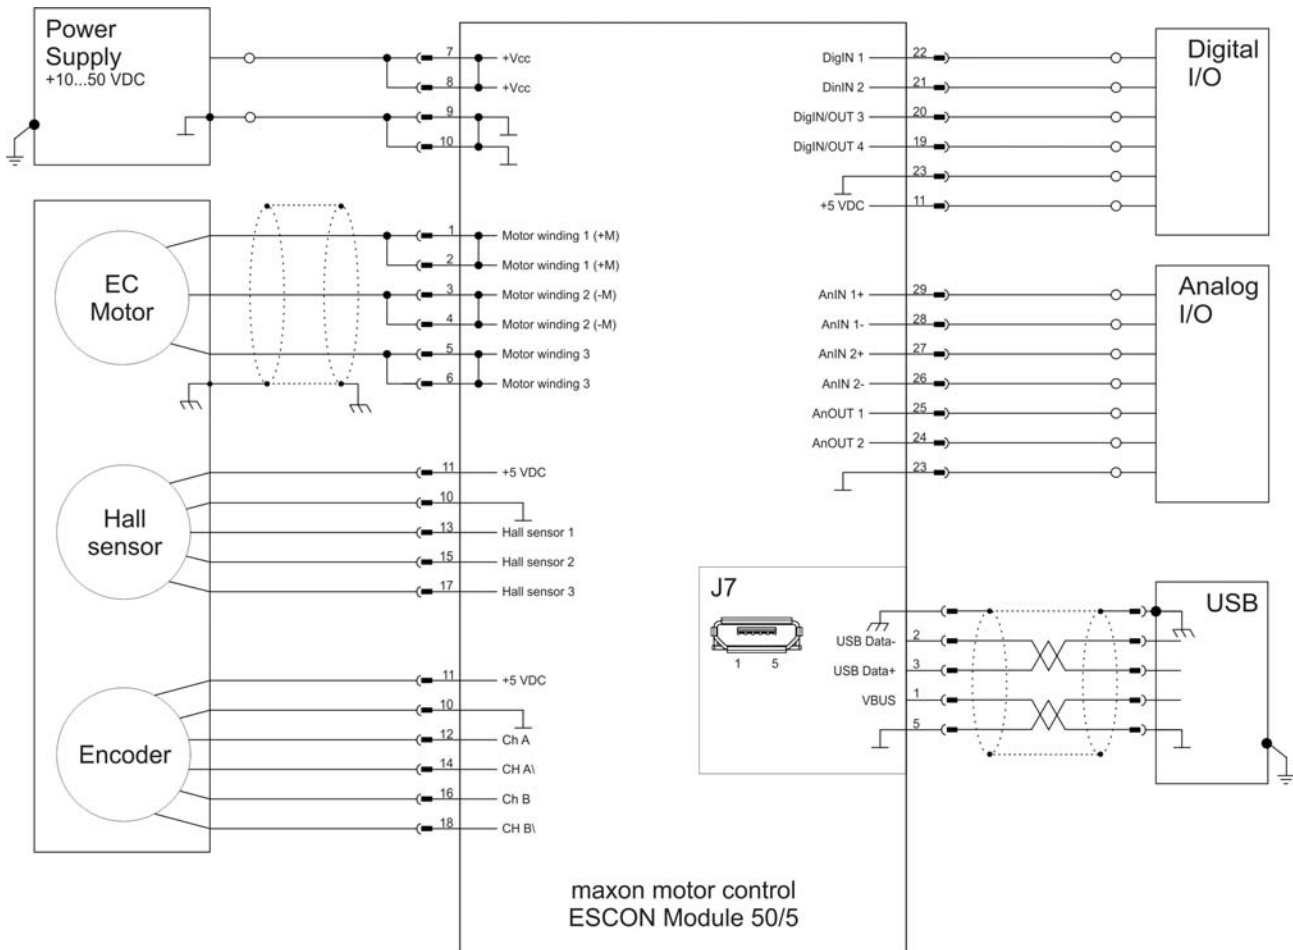 Power
Supply
+10...50 VDC
7
+Vcc
8
+Vcc
9
10
EC
Motor
1
Motor winding 1 (+M)
2
Motor winding 1 (+M)
3
Motor winding 2 (-M)
4
Motor winding 2 (-M)
5
Motor winding 3
6
Motor winding 3
Hall
sensor
11
+5 VDC
10
13
Hall sensor 1
15
Hall sensor 2
17
Hall sensor 3
Encoder
11
+5 VDC
10
12
Ch A
14
CH A\
16
Ch B
18
CH B\
Digital
I/O
DigIN 1
22
DinIN 2
21
DigIN/OUT 3
20
DigIN/OUT 4
19
23
+5 VDC
11
Analog
I/O
AnIN 1+
29
AnIN 1-
28
AnIN 2+
27
AnIN 2-
26
AnOUT 1
25
AnOUT 2
24
23
J7
1 5
USB
USB Data-
2
USB Data+
3
VBUS
1
5
maxon motor control
ESCON Module 50/5